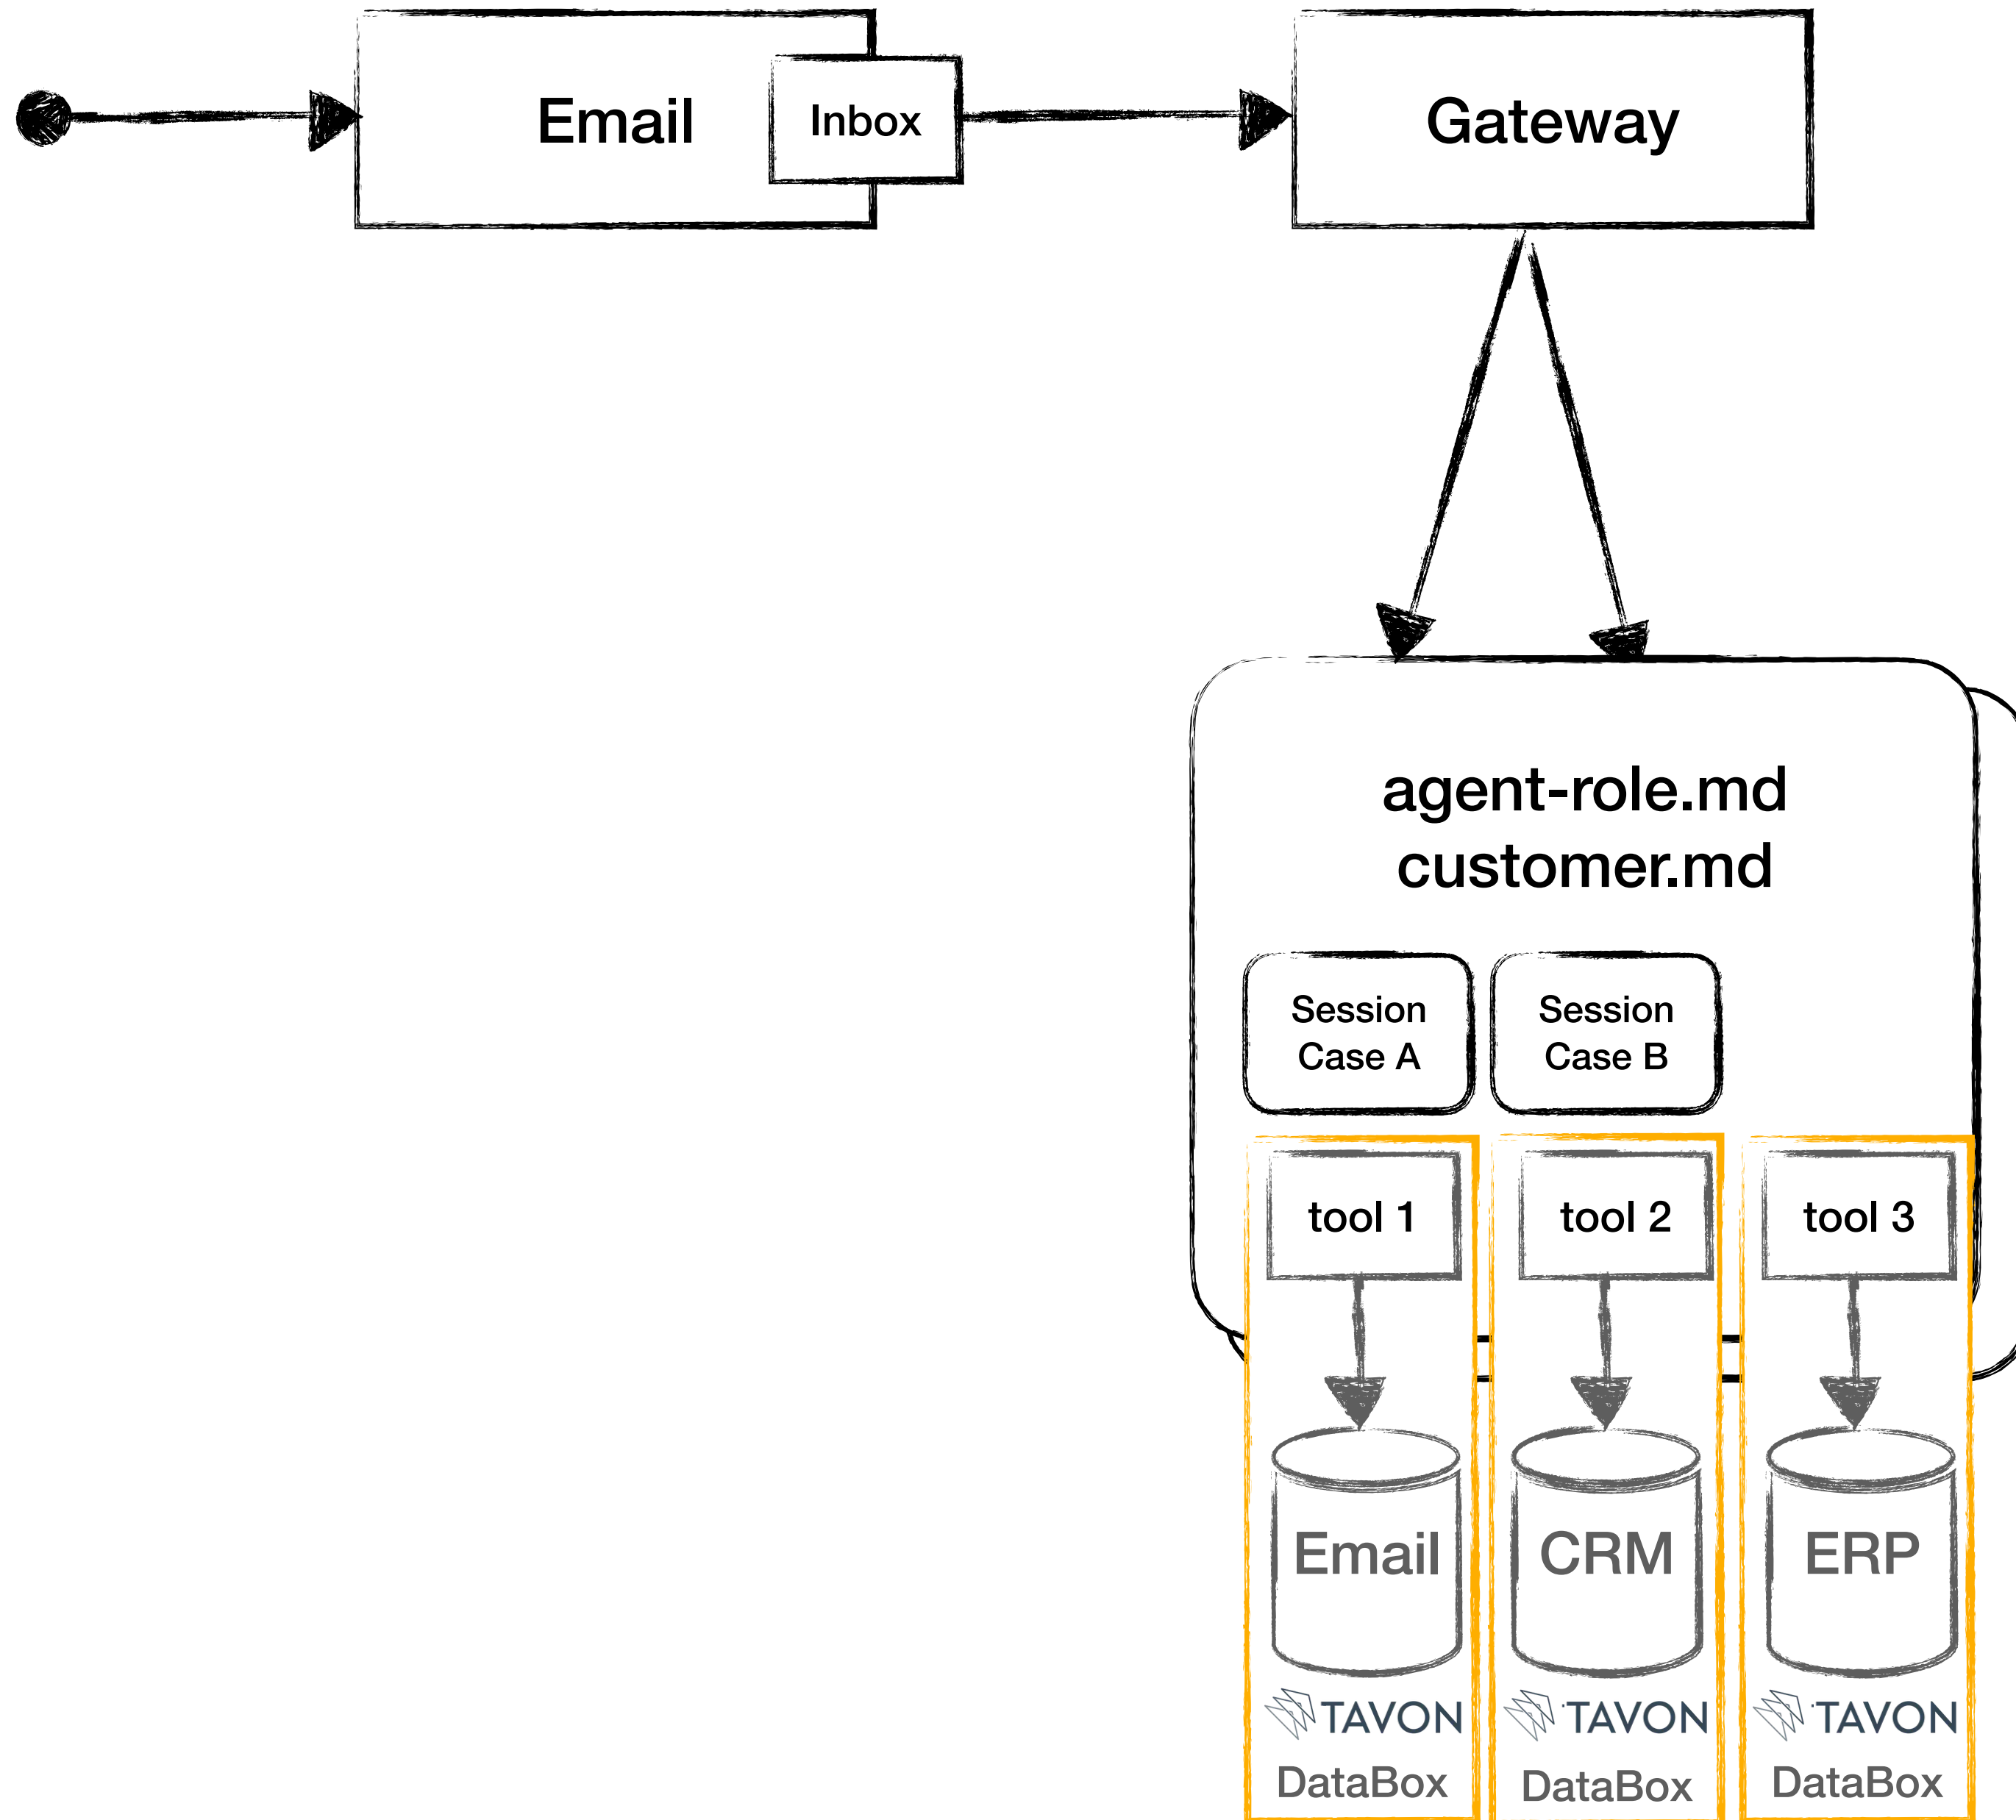 Email
Inbox
Gateway
agent-role.md
customer.md
Session
Case A
Session
Case B
tool 1
tool 2
tool 3
Email
CRM
ERP
TAVON
DataBox
TAVON
DataBox
TAVON
DataBox